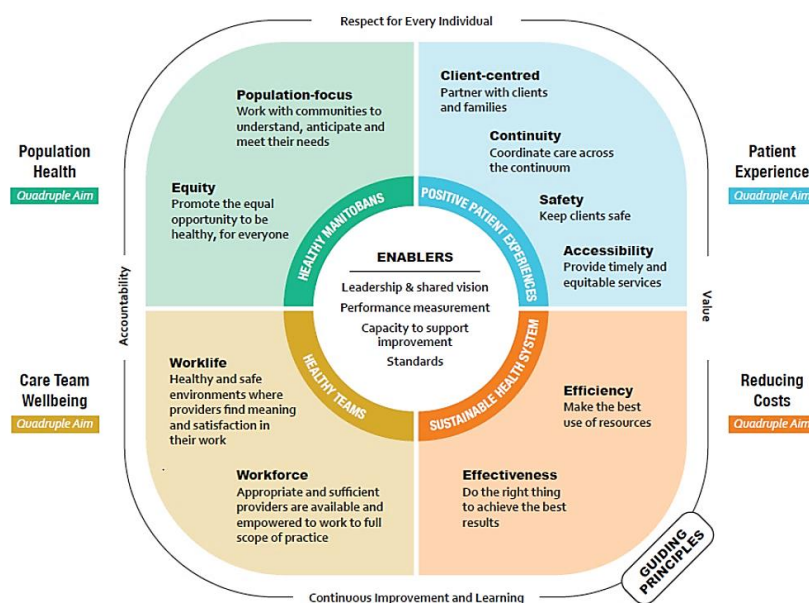 Respect for Every Individual
Population
Health
Quadruple Aim
Population-focus
Work with communities to
understand, anticipate and
meet their needs
Equity
Promote the equal
opportunity to be
healthy, for everyone
Client-centred
Partner with clients
and families
Continuity
Coordinate care across
the continuum
Safety
Keep clients safe
Accessibility
Provide timely and
equitable services
Patient
Experience
Quadruple Aim
HEALTHY MANITOBANS
POSITIVE PATIENT EXPERIENCES
ENABLERS
Leadership & shared vision
Performance measurement
Capacity to support
improvement
Standards
HEALTHY TEAMS
SUSTAINABLE HEALTH SYSTEM
Accountability
Value
Care Team
Wellbeing
Quadruple Aim
Worklife
Healthy and safe
environments where
providers find meaning
and satisfaction in
their work
Workforce
Appropriate and sufficient
providers are available and
empowered to work to full
scope of practice
Efficiency
Make the best
use of resources
Effectiveness
Do the right thing
to achieve the best
results
Reducing
Costs
Quadruple Aim
GUIDING
PRINCIPLES
Continuous Improvement and Learning